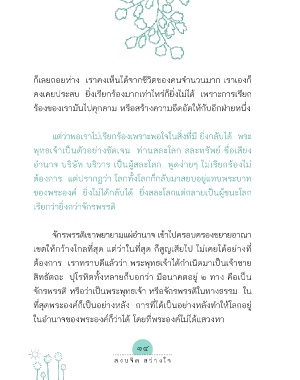 ก็เลยถอยห่าง เราคงเห็นได้จากชีวิตของคนจำนวนมาก เราเองก็
คงเคยประสบ ยิ่งเรียกร้องมากเท่าไหร่ก็ยิ่งไม่ได้ เพราะการเรียก
ร้องของเรามันไปคุกคาม หรือสร้างความอึดอัดให้กับอีกฝ่ายหนึ่ง
แต่ว่าพอเราไม่เรียกร้องเพราะพอใจในสิ่งที่มี ยิ่งกลับได้ พระ
พุทธเจ้าเป็นตัวอย่างชัดเจน ท่านสละโลก สละทรัพย์ ชื่อเสียง
อำนาจ บริษัท บริวาร เป็นผู้สละโลก พูดง่ายๆ ไม่เรียกร้องไม่
ต้องการ แต่ปรากฏว่า โลกทั้งโลกก็กลับมาสยบอยู่แทบพระบาท
ของพระองค์ ยิ่งไม่ได้กลับได้ ยิ่งสละโลกแต่กลายเป็นผู้ชนะโลก
เรียกว่ายิ่งกว่าจักรพรรดิ
จักรพรรดิเขาพยายามแผ่อำนาจ เข้าไปครอบครองขยายอาณา
เขตให้กว้างไกลที่สุด แต่ว่าในที่สุด ก็สูญเสียไป ไม่เคยได้อย่างที่
ต้องการ เราทราบดีแล้วว่า พระพุทธเจ้าได้กำเนิดมาเป็นเจ้าชาย
สิทธัตถะ ปุโรหิตทั้งหลายก็บอกว่า มีอนาคตอยู่ ๒ ทาง คือเป็น
จักรพรรดิ หรือว่าเป็นพระพุทธเจ้า หรือจักรพรรดิในทางธรรม ใน
ที่สุดพระองค์ก็เป็นอย่างหลัง การที่ได้เป็นอย่างหลังทำให้โลกอยู่
ในอำนาจของพระองค์ก็ว่าได้ โดยที่พระองค์ไม่ได้แสวงหา
๑๔
สงบจิต สว่างใจ